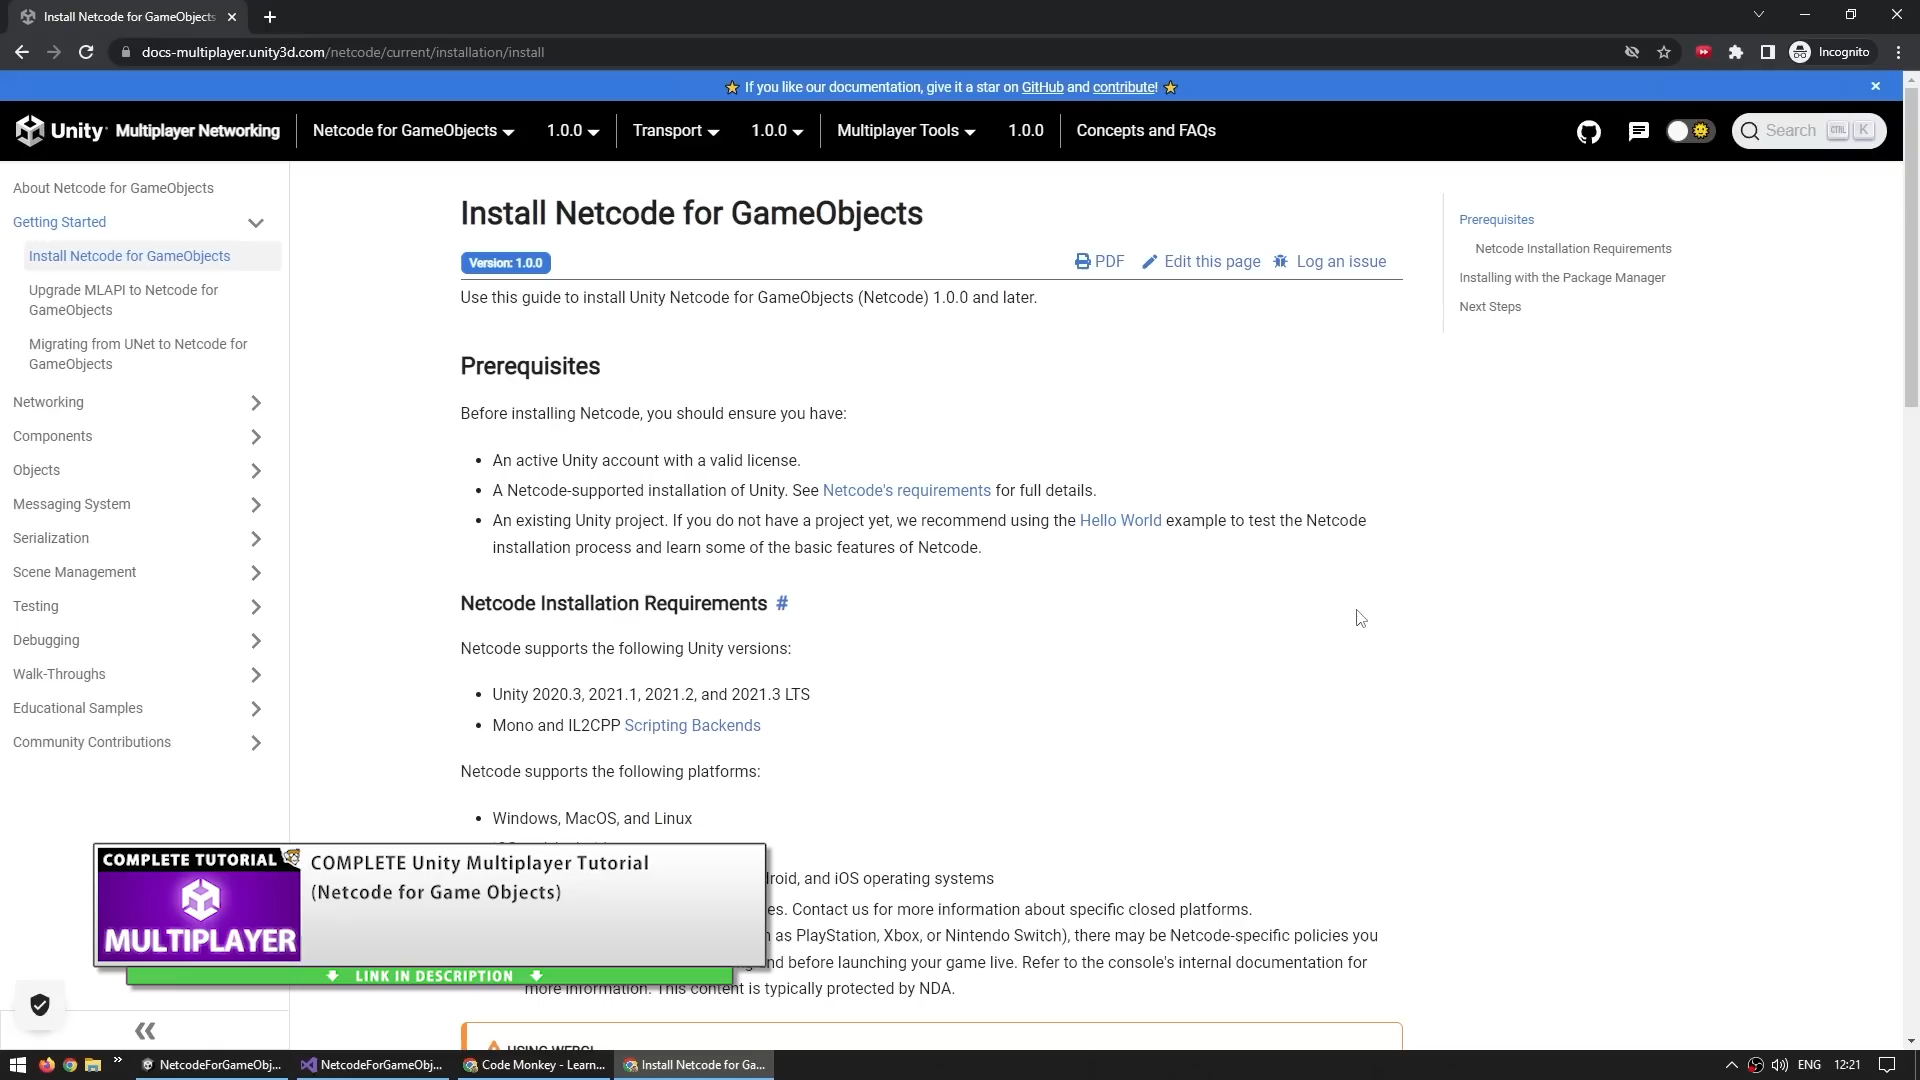 Install Netcode for GameObjects
docs-multiplayer.unity3d.com/netcode/current/installation/install
Incognito
⭐ If you like our documentation, give it a star on GitHub and contribute! ⭐
Unity Multiplayer Networking
Netcode for GameObjects
1.0.0
Transport
1.0.0
Multiplayer Tools
1.0.0
Concepts and FAQs
Search
CTRL K
About Netcode for GameObjects
Getting Started
Install Netcode for GameObjects
Upgrade MLAPI to Netcode for
GameObjects
Migrating from UNet to Netcode for
GameObjects
Networking
Components
Objects
Messaging System
Serialization
Scene Management
Testing
Debugging
Walk-Throughs
Educational Samples
Community Contributions
Install Netcode for GameObjects
Version: 1.0.0
PDF
Edit this page
Log an issue
Use this guide to install Unity Netcode for GameObjects (Netcode) 1.0.0 and later.
Prerequisites
Before installing Netcode, you should ensure you have:
• An active Unity account with a valid license.
• A Netcode-supported installation of Unity. See Netcode's requirements for full details.
• An existing Unity project. If you do not have a project yet, we recommend using the Hello World example to test the Netcode
installation process and learn some of the basic features of Netcode.
Netcode Installation Requirements #
Netcode supports the following Unity versions:
• Unity 2020.3, 2021.1, 2021.2, and 2021.3 LTS
• Mono and IL2CPP Scripting Backends
Netcode supports the following platforms:
• Windows, MacOS, and Linux
roid, and iOS operating systems
es. Contact us for more information about specific closed platforms.
as PlayStation, Xbox, or Nintendo Switch), there may be Netcode-specific policies you
nd before launching your game live. Refer to the console's internal documentation for
more information. This content is typically protected by NDA.
USING WEBGL
Prerequisites
Netcode Installation Requirements
Installing with the Package Manager
Next Steps
COMPLETE TUTORIAL
MULTIPLAYER
COMPLETE Unity Multiplayer Tutorial
(Netcode for Game Objects)
LINK IN DESCRIPTION
NetcodeForGameObj...
NetcodeForGameObj...
Code Monkey - Learn...
Install Netcode for Ga...
ENG
12:21